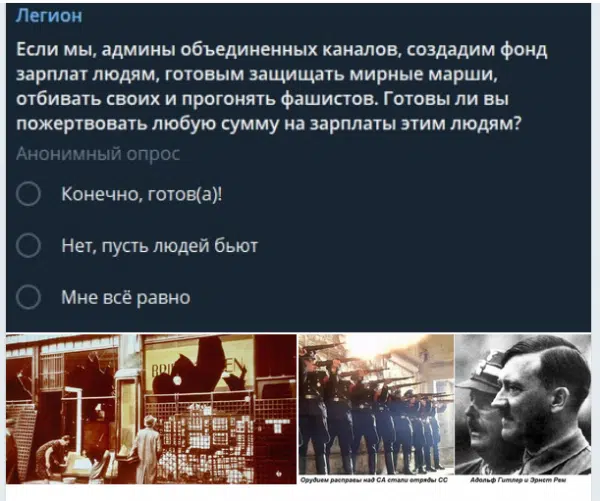 Легион
Если мы, админы объединенных каналов, создадим фонд
зарплат людям, готовым защищать мирные марши,
отбивать своих и прогонять фашистов. Готовы ли вы
пожертвовать любую сумму на зарплаты этим людям?
Анонимный опрос
Конечно, готов(а)!
Нет, пусть людей бьют
Мне всё равно
Орудием расправы над СА стали отряды СС
Адольф Гитлер и Эрнст Рем